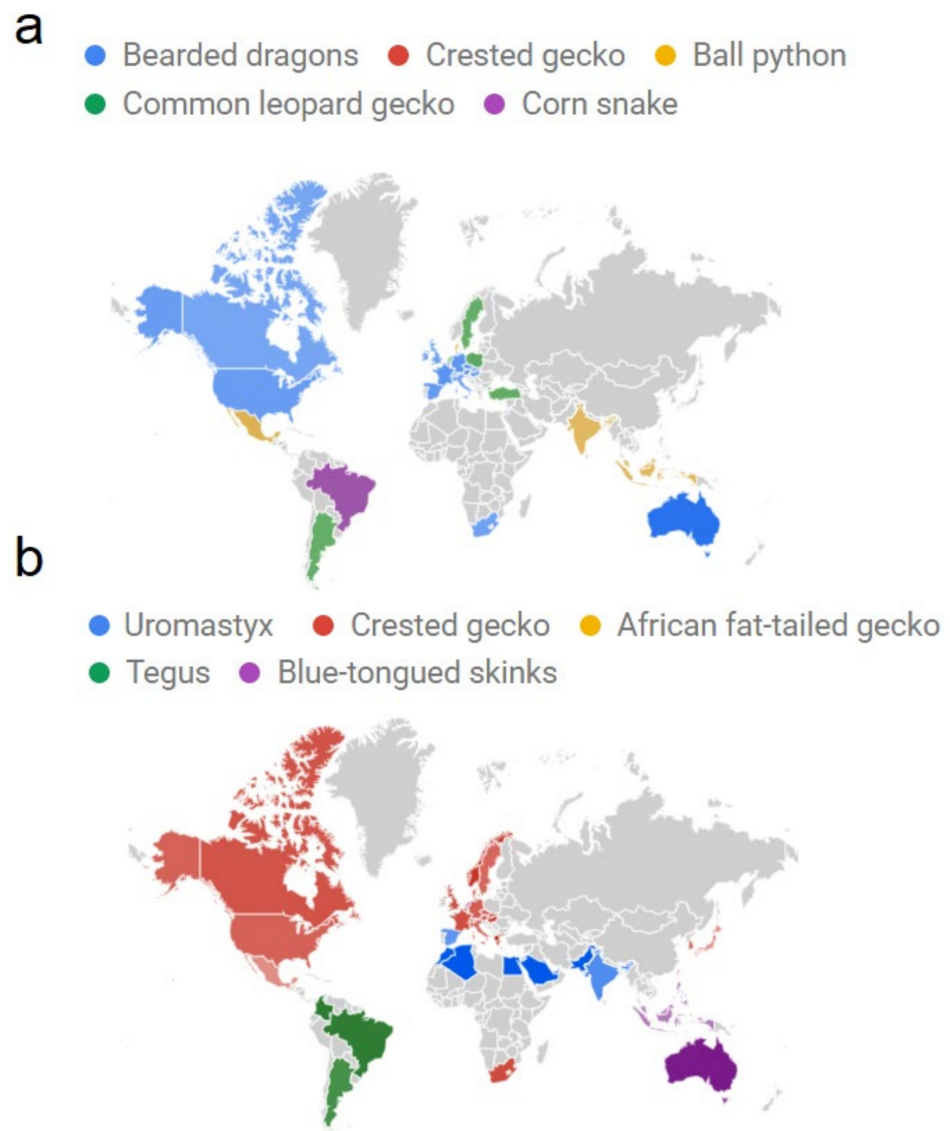 a
Bearded dragons Crested gecko Ball python
Common leopard gecko Corn snake
b
Uromastyx Crested gecko African fat-tailed gecko
Tegus Blue-tongued skinks